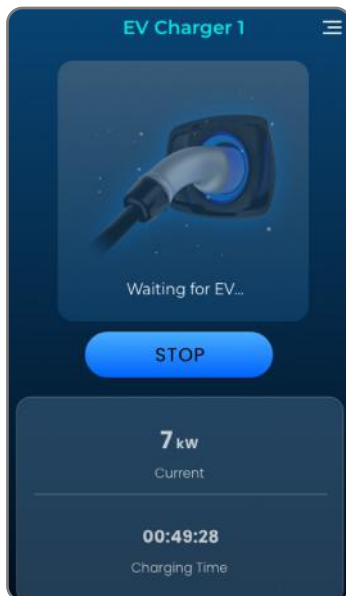 EV Charger 1
Waiting for EV...
STOP
7 kW
Current
00:49:28
Charging Time